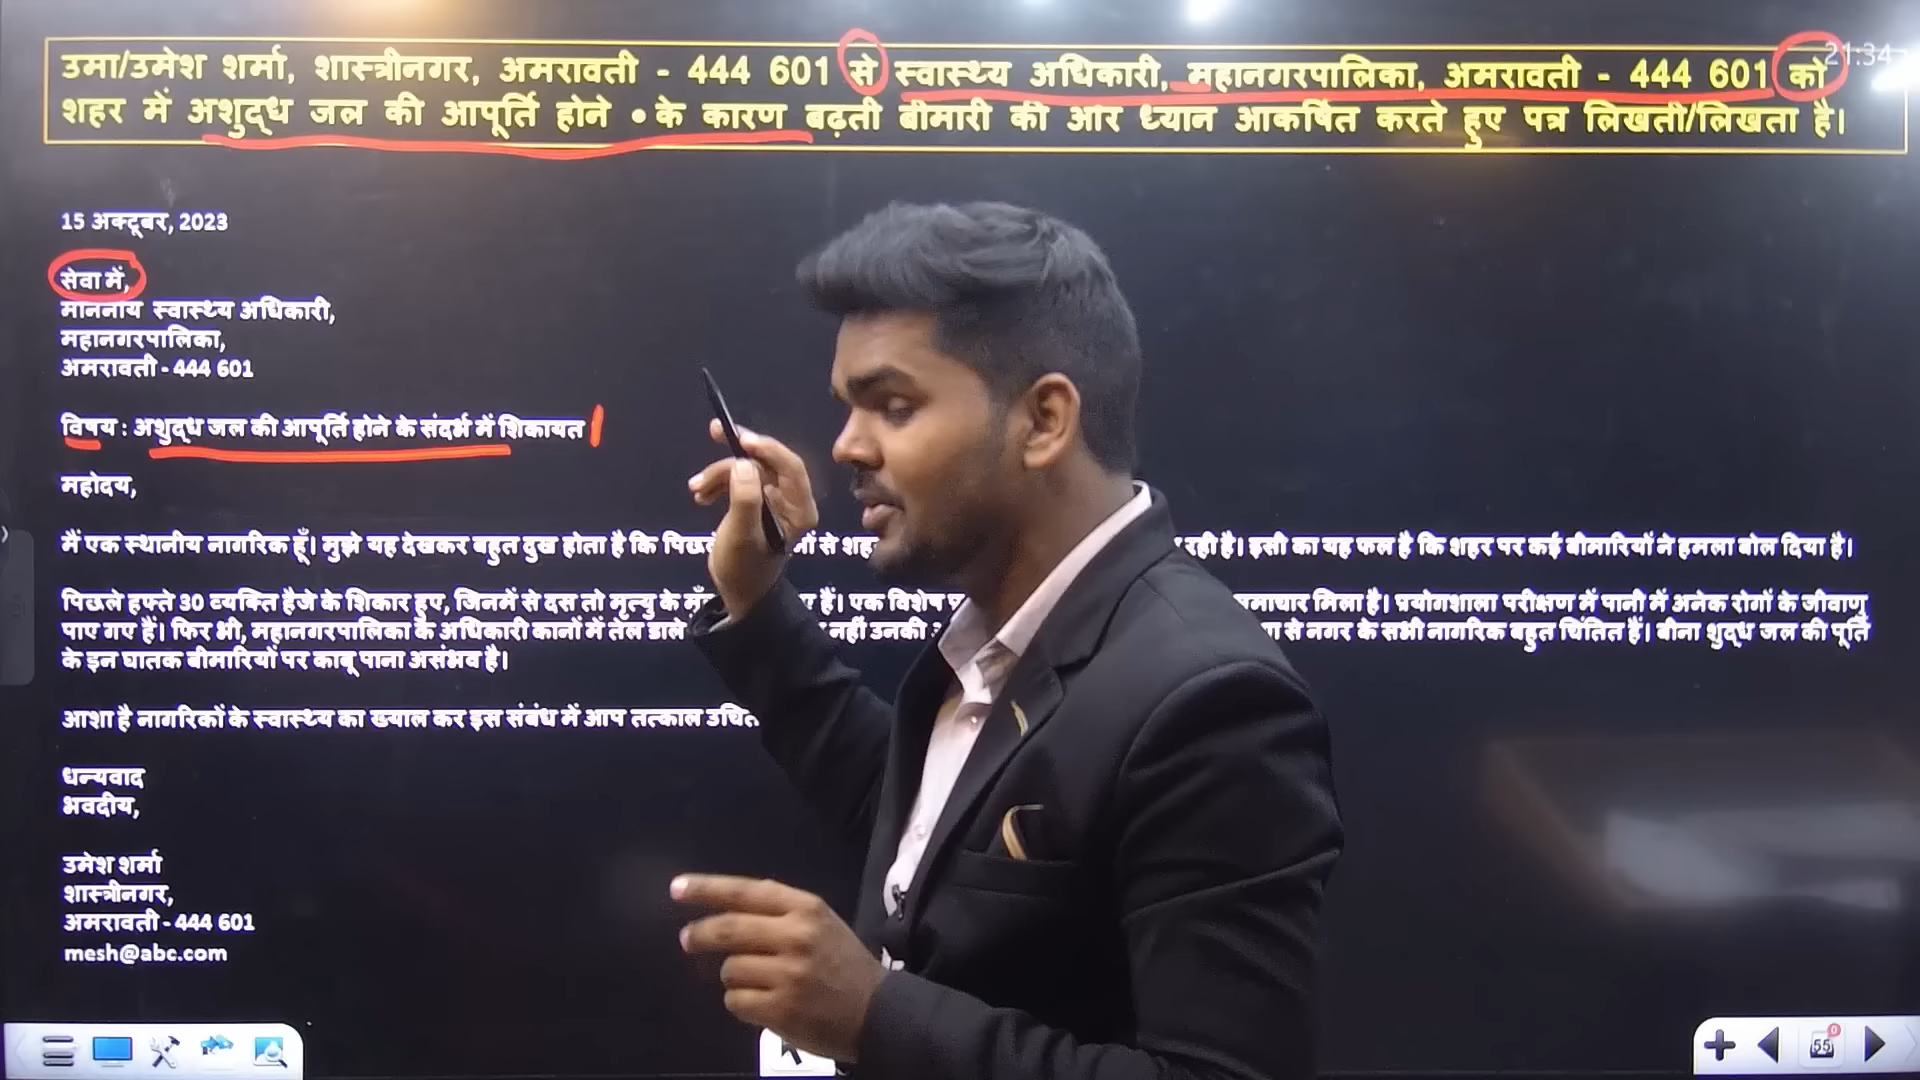 उमा/उमेश शर्मा, शास्त्रीनगर, अमरावती - 444 601 से स्वास्थ्य अधिकारी, महानगरपालिका, अमरावती - 444 601 को
21:34
शहर में अशुद्ध जल की आपूर्ति होने • के कारण बढ़ती बीमारी की ओर ध्यान आकर्षित करते हुए पत्र लिखती/लिखता है।
15 अक्टूबर, 2023
सेवा में,
माननीय स्वास्थ्य अधिकारी,
महानगरपालिका,
अमरावती - 444 601
विषय : अशुद्ध जल की आपूर्ति होने के संदर्भ में शिकायत
महोदय,
मैं एक स्थानीय नागरिक हूँ। मुझे यह देखकर बहुत दुख होता है कि से रही है। इसी का यह फल है कि शहर पर कई बीमारियों ने हमला बोल दिया है।
पिछले हफ्ते 30 व्यक्ति हैजे के शिकार हुए, जिनमें से दस तो मृत्यु के हैं। एक विशेष मिला है। प्रयोगशाला परीक्षण में पानी में अनेक रोगों के जीवाणु
पाए गए हैं। फिर भी, महानगरपालिका के अधिकारी कानों में तेल डाले नहीं उनकी से नगर के सभी नागरिक बहुत चिंतित हैं। बीना शुद्ध जल की पूर्ति
के इन घातक बीमारियों पर काबू पाना असंभव है।
आशा है नागरिकों के स्वास्थ्य का ख्याल कर इस संबंध में आप तत्काल
धन्यवाद
भवदीय,
उमेश शर्मा
शास्त्रीनगर,
अमरावती - 444 601
mesh@abc.com
0
55